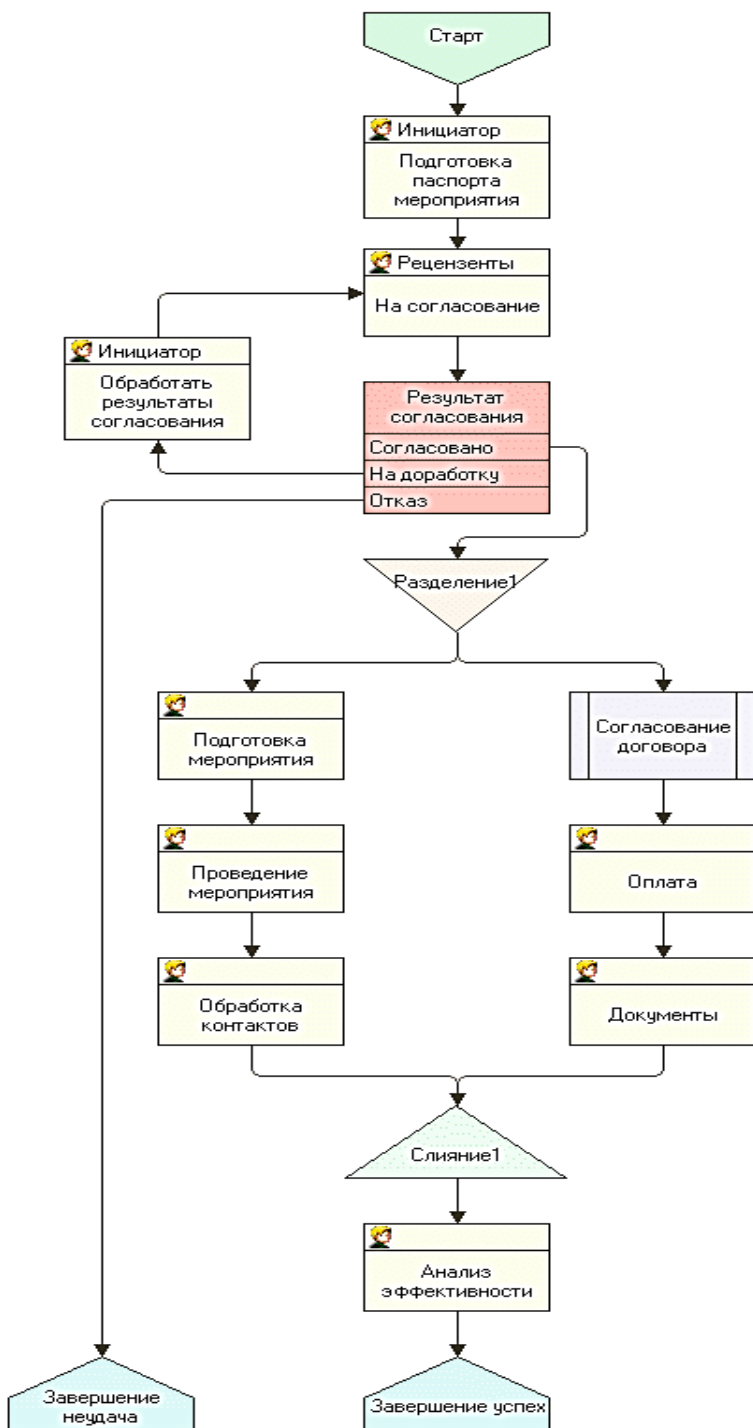 Старт
Инициатор
Подготовка
паспорта
мероприятия
Рецензенты
На согласование
Инициатор
Обработать
результаты
согласования
Результат
согласования
Согласовано
На доработку
Отказ
Разделение1
Подготовка
мероприятия
Согласование
договора
Проведение
мероприятия
Оплата
Обработка
контактов
Документы
Слияние1
Анализ
эффективности
Завершение
неудача
Завершение успех